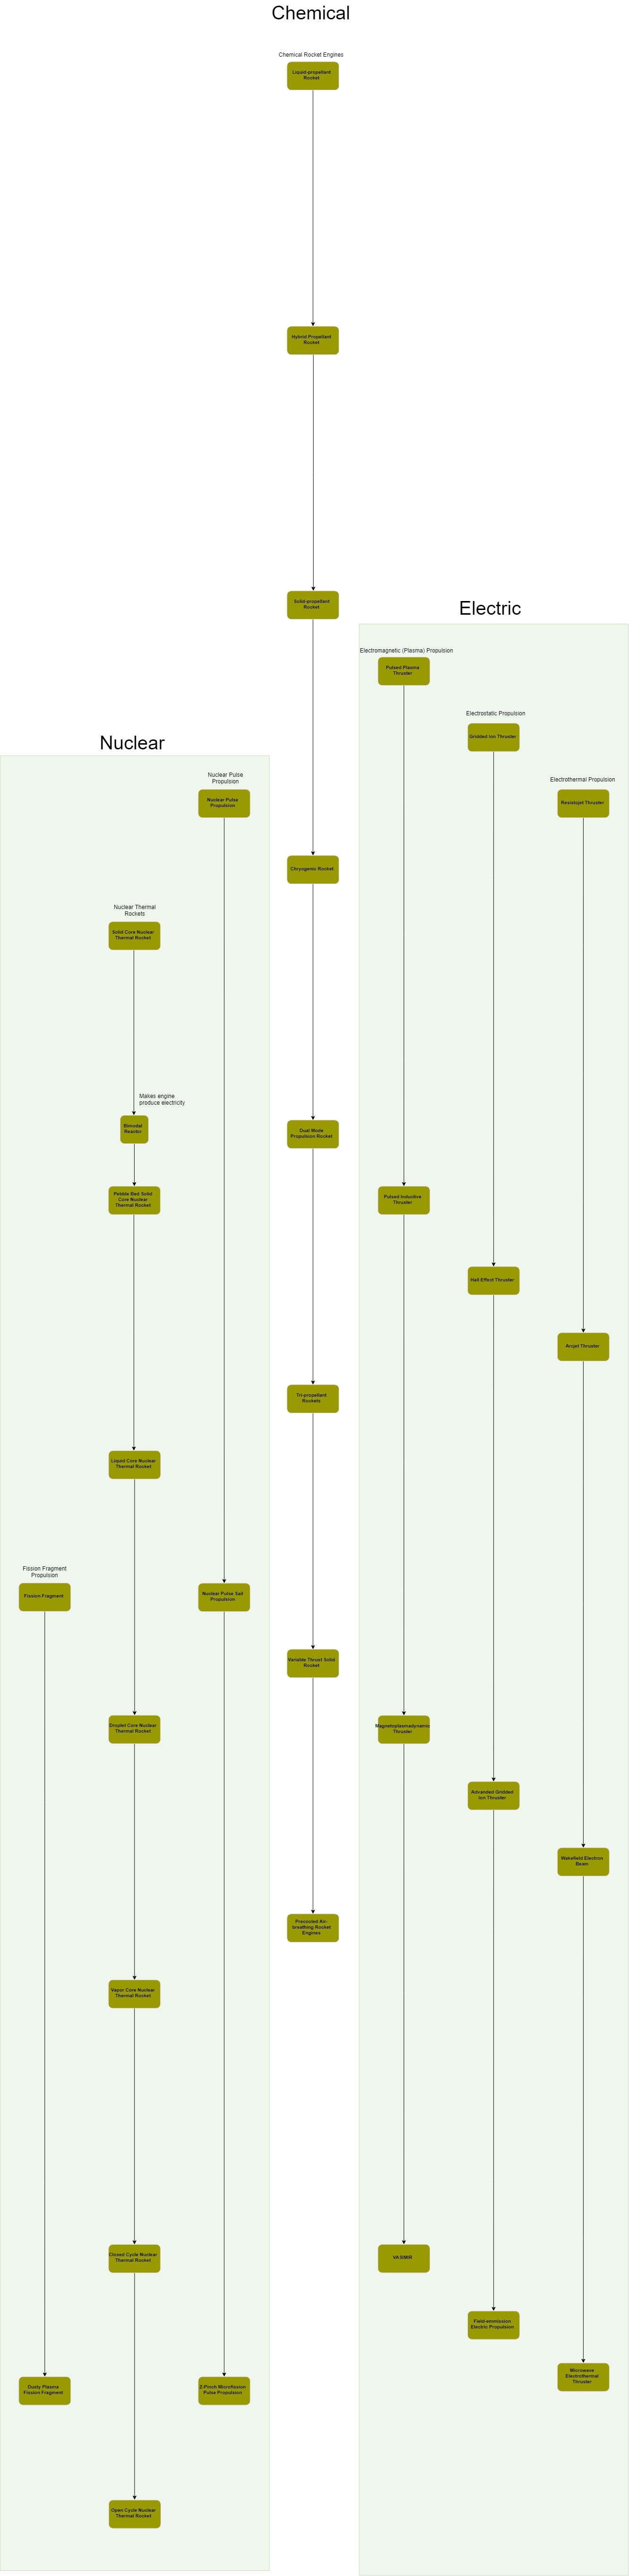 Chemical
Chemical Rocket Engines
Liquid-propellant
Rocket
Hybrid Propellant
Rocket
Solid-propellant
Rocket
Chryogenic Rocket
Dual Mode
Propulsion Rocket
Tri-propellant
Rockets
Variable Thrust Solid
Rocket
Precooled Air-
breathing Rocket
Engines
Nuclear
Nuclear Pulse
Propulsion
Nuclear Pulse
Propulsion
Nuclear Thermal
Rockets
Solid Core Nuclear
Thermal Rocket
Makes engine
produce electricity
Bimodal
Reactor
Pebble Bed Solid
Core Nuclear
Thermal Rocket
Liquid Core Nuclear
Thermal Rocket
Fission Fragment
Propulsion
Fission Fragment
Nuclear Pulse Sail
Propulsion
Droplet Core Nuclear
Thermal Rocket
Vapor Core Nuclear
Thermal Rocket
Closed Cycle Nuclear
Thermal Rocket
Dusty Plasma
Fission Fragment
Z-Pinch Microfission
Pulse Propulsion
Open Cycle Nuclear
Thermal Rocket
Electric
Electromagnetic (Plasma) Propulsion
Pulsed Plasma
Thruster
Electrostatic Propulsion
Gridded Ion Thruster
Electrothermal Propulsion
Resistojet Thruster
Pulsed Inductive
Thruster
Hall Effect Thruster
Arcjet Thruster
Magnetoplasmadynamic
Thruster
Advanded Gridded
Ion Thruster
Wakefield Electron
Beam
VASIMIR
Field-emmission
Electric Propulsion
Microwave
Electrothermal
Thruster